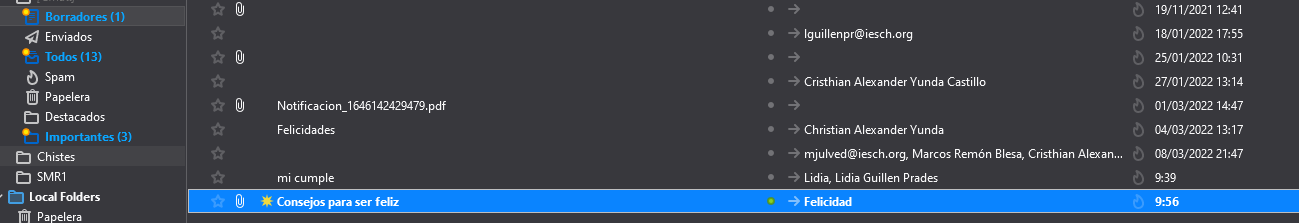 Borradores (1)
Enviados
Todos (13)
Spam
Papelera
Destacados
Importantes (3)
Chistes
SMR1
Local Folders
Papelera
19/11/2021 12:41
lguillenpr@iesch.org 18/01/2022 17:55
25/01/2022 10:31
Cristhian Alexander Yunda Castillo 27/01/2022 13:14
Notificacion_1646142429479.pdf 01/03/2022 14:47
Felicidades Christian Alexander Yunda 04/03/2022 13:17
mjulved@iesch.org, Marcos Remón Blesa, Cristhian Alexan... 08/03/2022 21:47
mi cumple Lidia, Lidia Guillen Prades 9:39
Consejos para ser feliz Felicidad 9:56